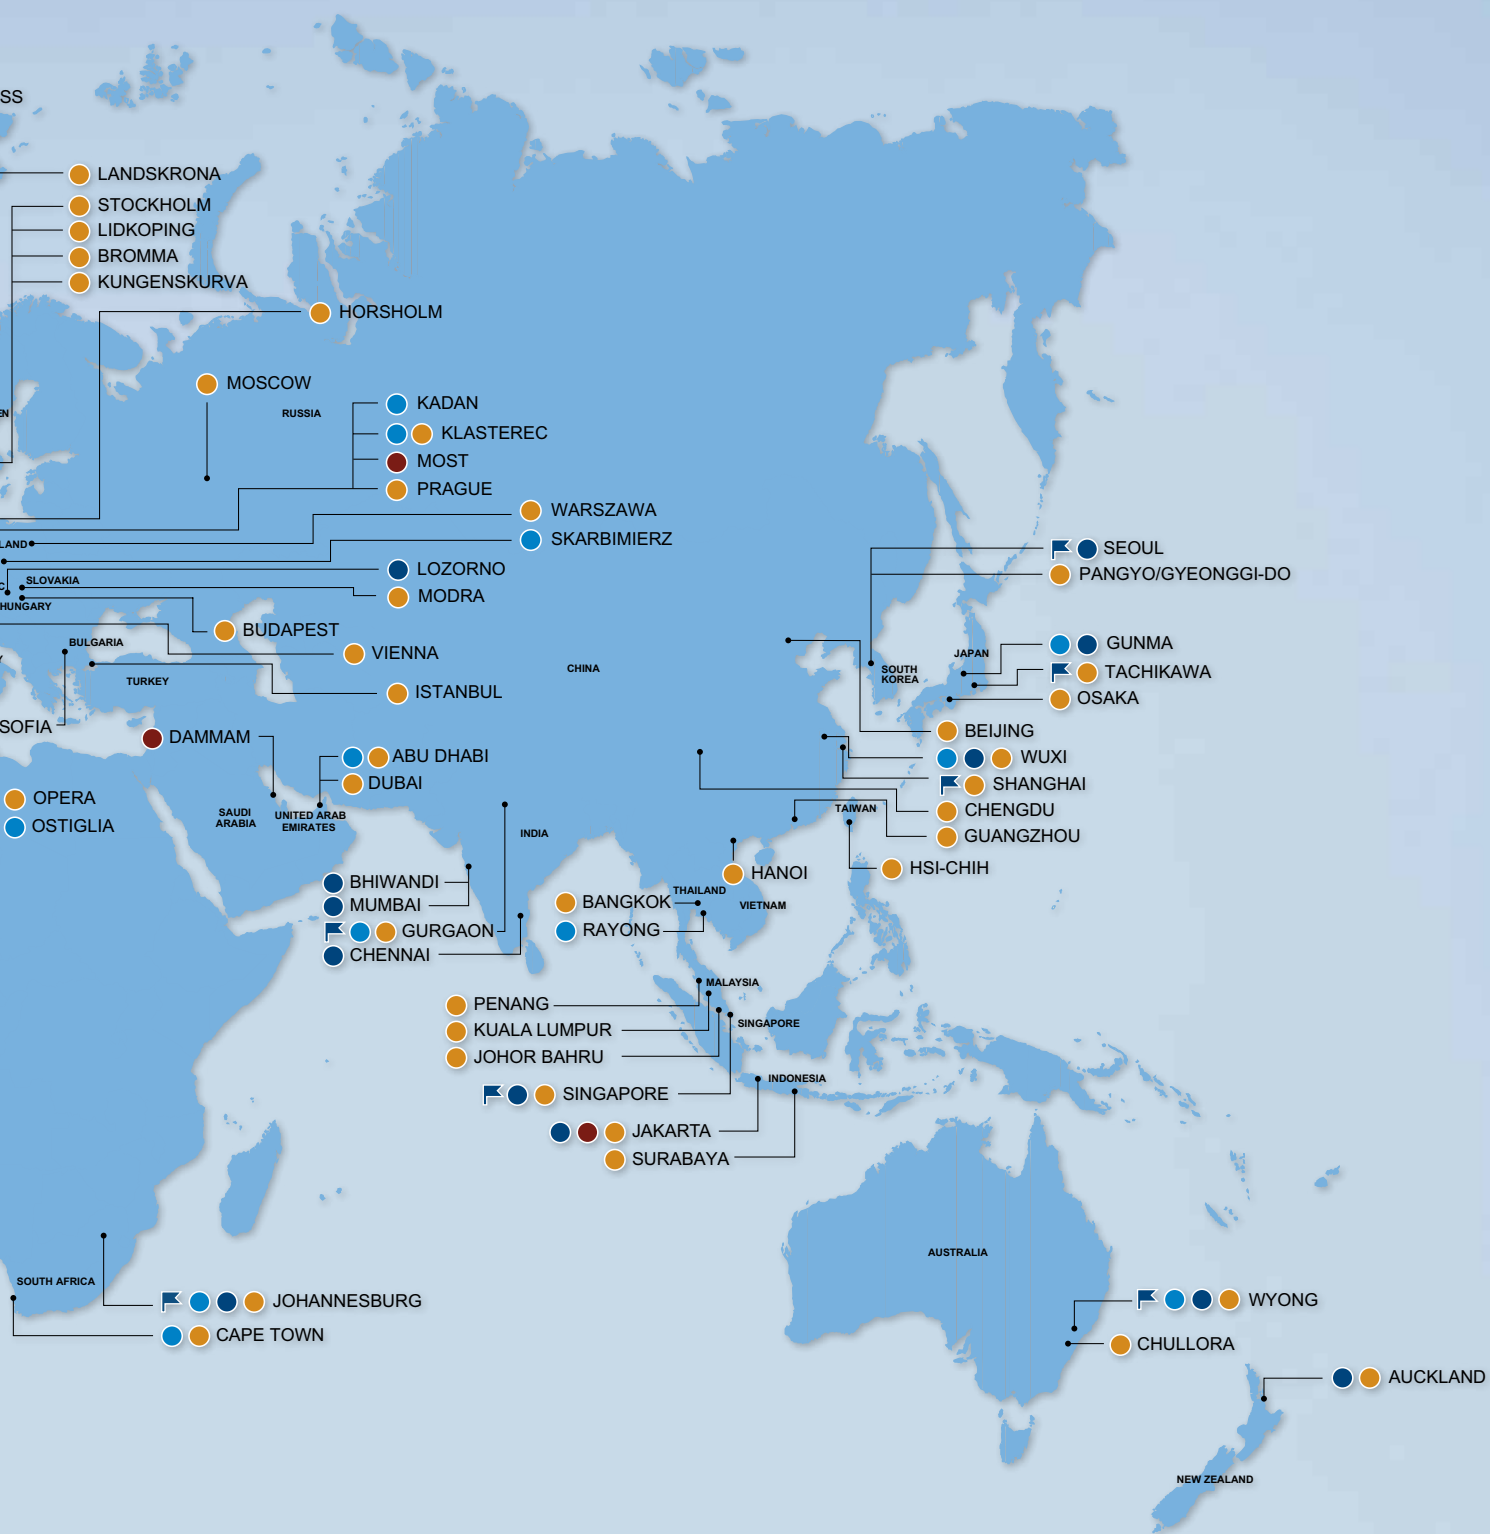 SS
LANDSKRONA
STOCKHOLM
LIDKOPING
BROMMA
KUNGENSKURVA
HORSHOLM
MOSCOW
RUSSIA
KADAN
EN
KLASTEREC
MOST
PRAGUE
WARSZAWA
SKARBIMIERZ
LAND
LOZORNO
SLOVAKIA
C
MODRA
HUNGARY
BUDAPEST
BULGARIA
VIENNA
Y
TURKEY
ISTANBUL
CHINA
SOFIA
DAMMAM
ABU DHABI
DUBAI
OPERA
OSTIGLIA
SAUDI
ARABIA
UNITED ARAB
EMIRATES
INDIA
SEOUL
PANGYO/GYEONGGI-DO
GUNMA
JAPAN
SOUTH
KOREA
TACHIKAWA
OSAKA
BEIJING
WUXI
SHANGHAI
CHENGDU
TAIWAN
GUANGZHOU
HSI-CHIH
HANOI
BHIWANDI
MUMBAI
GURGAON
CHENNAI
BANGKOK
THAILAND
VIETNAM
RAYONG
MALAYSIA
PENANG
SINGAPORE
KUALA LUMPUR
JOHOR BAHRU
INDONESIA
SINGAPORE
JAKARTA
SURABAYA
AUSTRALIA
SOUTH AFRICA
JOHANNESBURG
CAPE TOWN
WYONG
CHULLORA
AUCKLAND
NEW ZEALAND